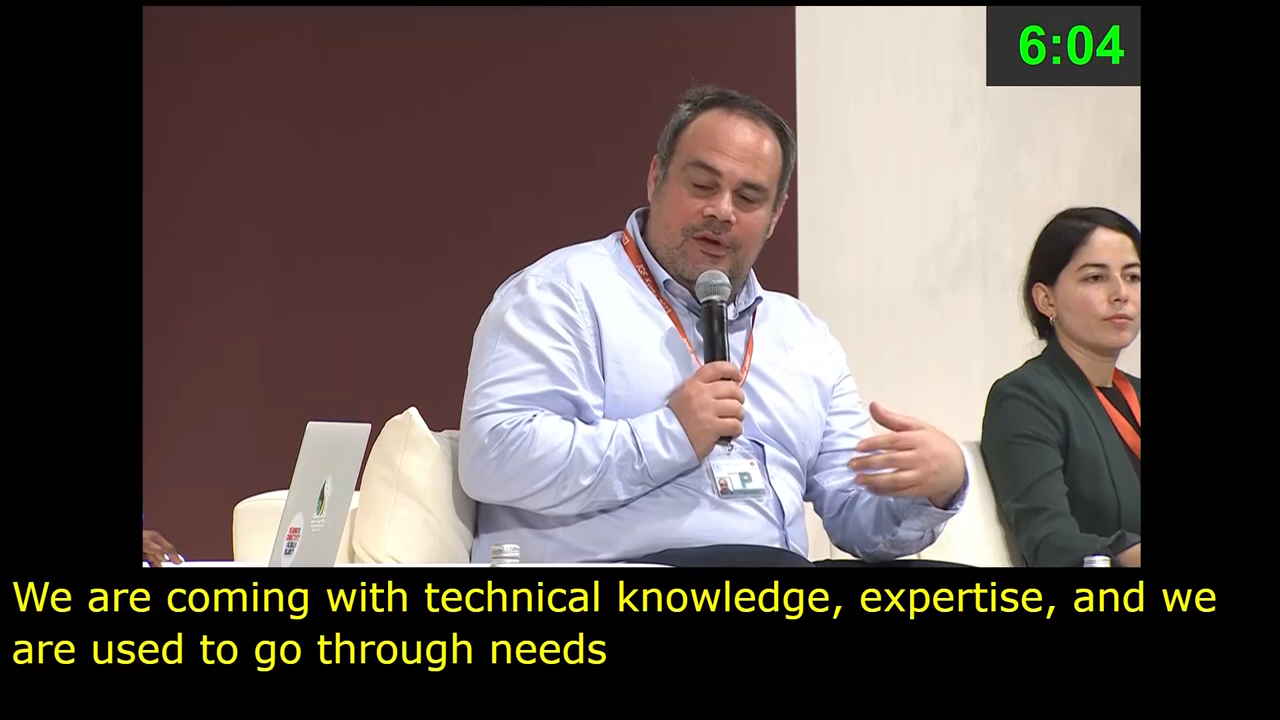 6:04
P
We are coming with technical knowledge, expertise, and we
are used to go through needs